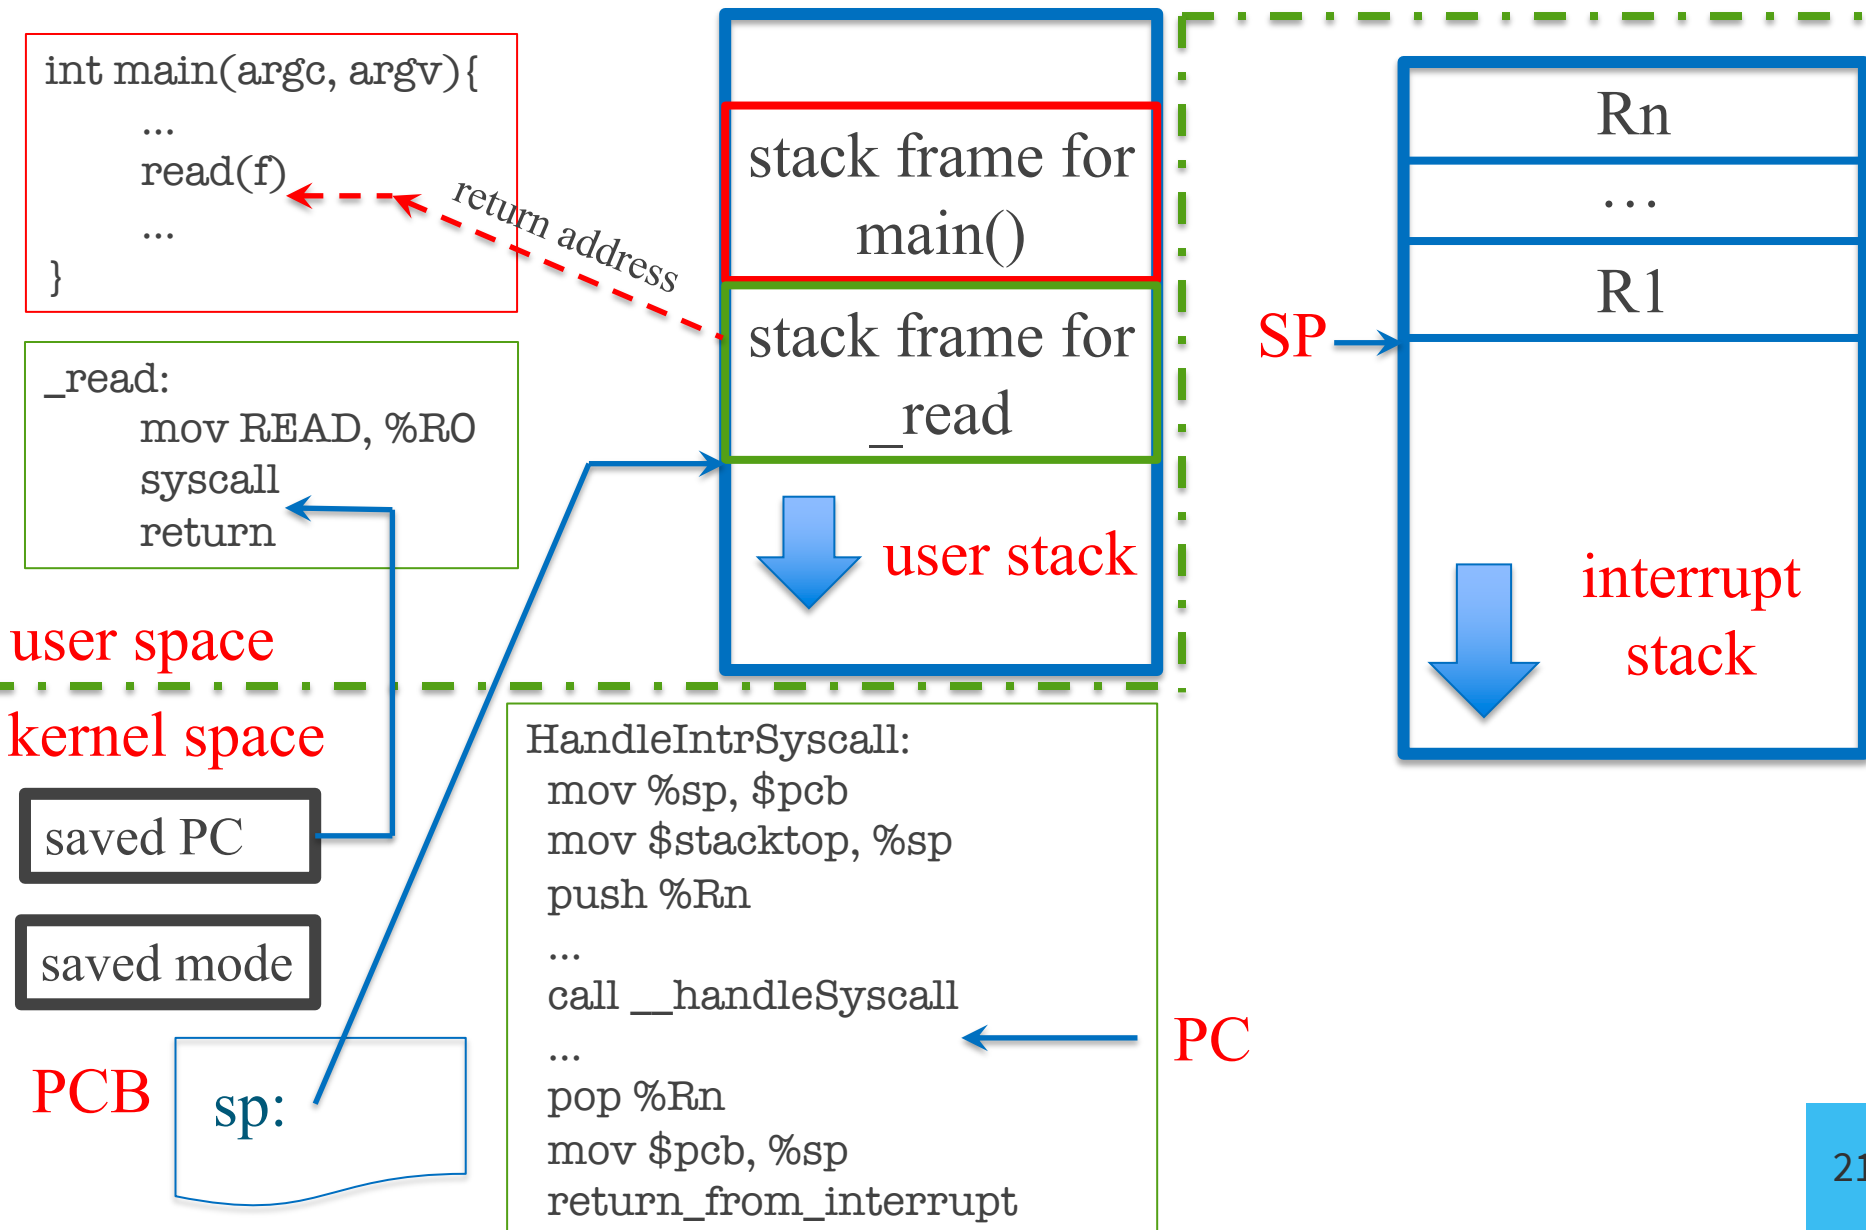 int main(argc, argv){
...
read(f)
...
}
return address
_read:
mov READ, %R0
syscall
return
user space
stack frame for
main()
stack frame for
_read
user stack
Rn
...
R1
SP
interrupt
stack
kernel space
saved PC
saved mode
PCB
sp:
HandleIntrSyscall:
mov %sp, $pcb
mov $stacktop, %sp
push %Rn
...
call __handleSyscall
...
pop %Rn
mov $pcb, %sp
return_from_interrupt
PC
21